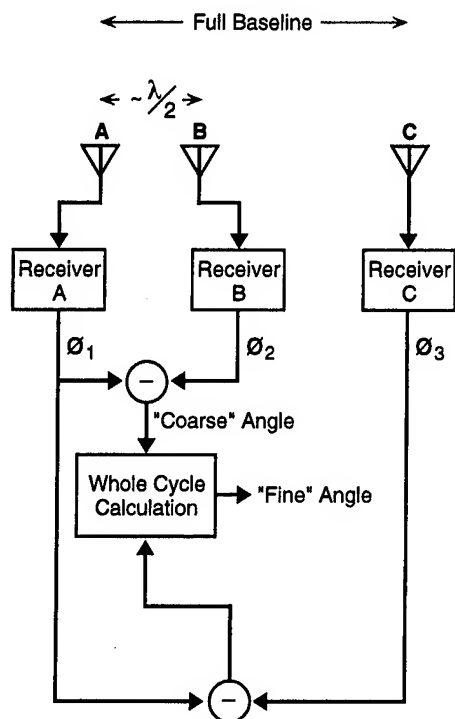 Full Baseline
~ λ/2
A
B
C
Receiver
A
Receiver
B
Receiver
C
Ø1
Ø2
Ø3
−
"Coarse" Angle
Whole Cycle
Calculation
"Fine" Angle
−